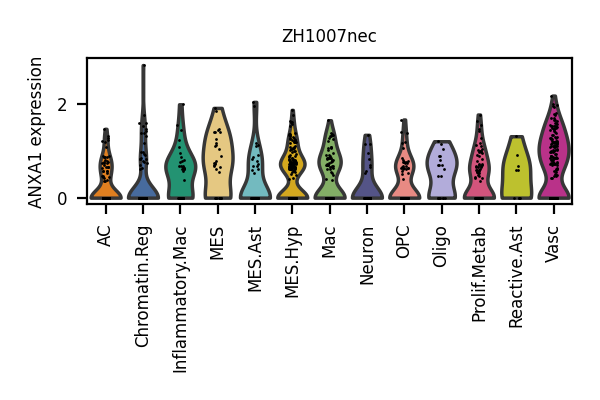 ZH1007nec
ANXA1 expression
2
0
AC
Chromatin.Reg
Inflammatory.Mac
MES
MES.Ast
MES.Hyp
Mac
Neuron
OPC
Oligo
Prolif.Metab
Reactive.Ast
Vasc